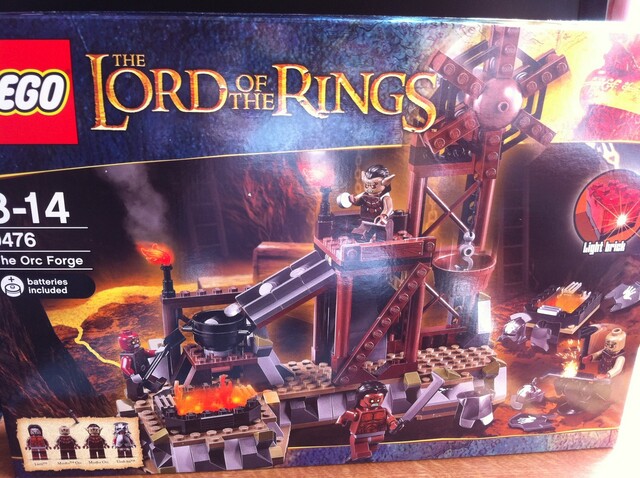 LEGO
THE
LORD OF THE RINGS
8-14
9476
The Orc Forge
batteries
included
Light brick